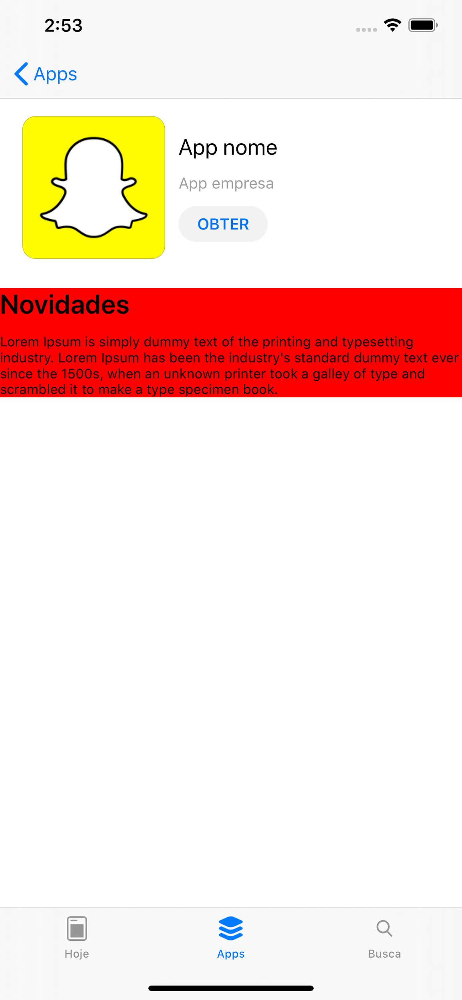 2:53
Apps
App nome
App empresa
OBTER
Novidades
Lorem Ipsum is simply dummy text of the printing and typesetting
industry. Lorem Ipsum has been the industry's standard dummy text ever
since the 1500s, when an unknown printer took a galley of type and
scrambled it to make a type specimen book.
Hoje
Apps
Busca